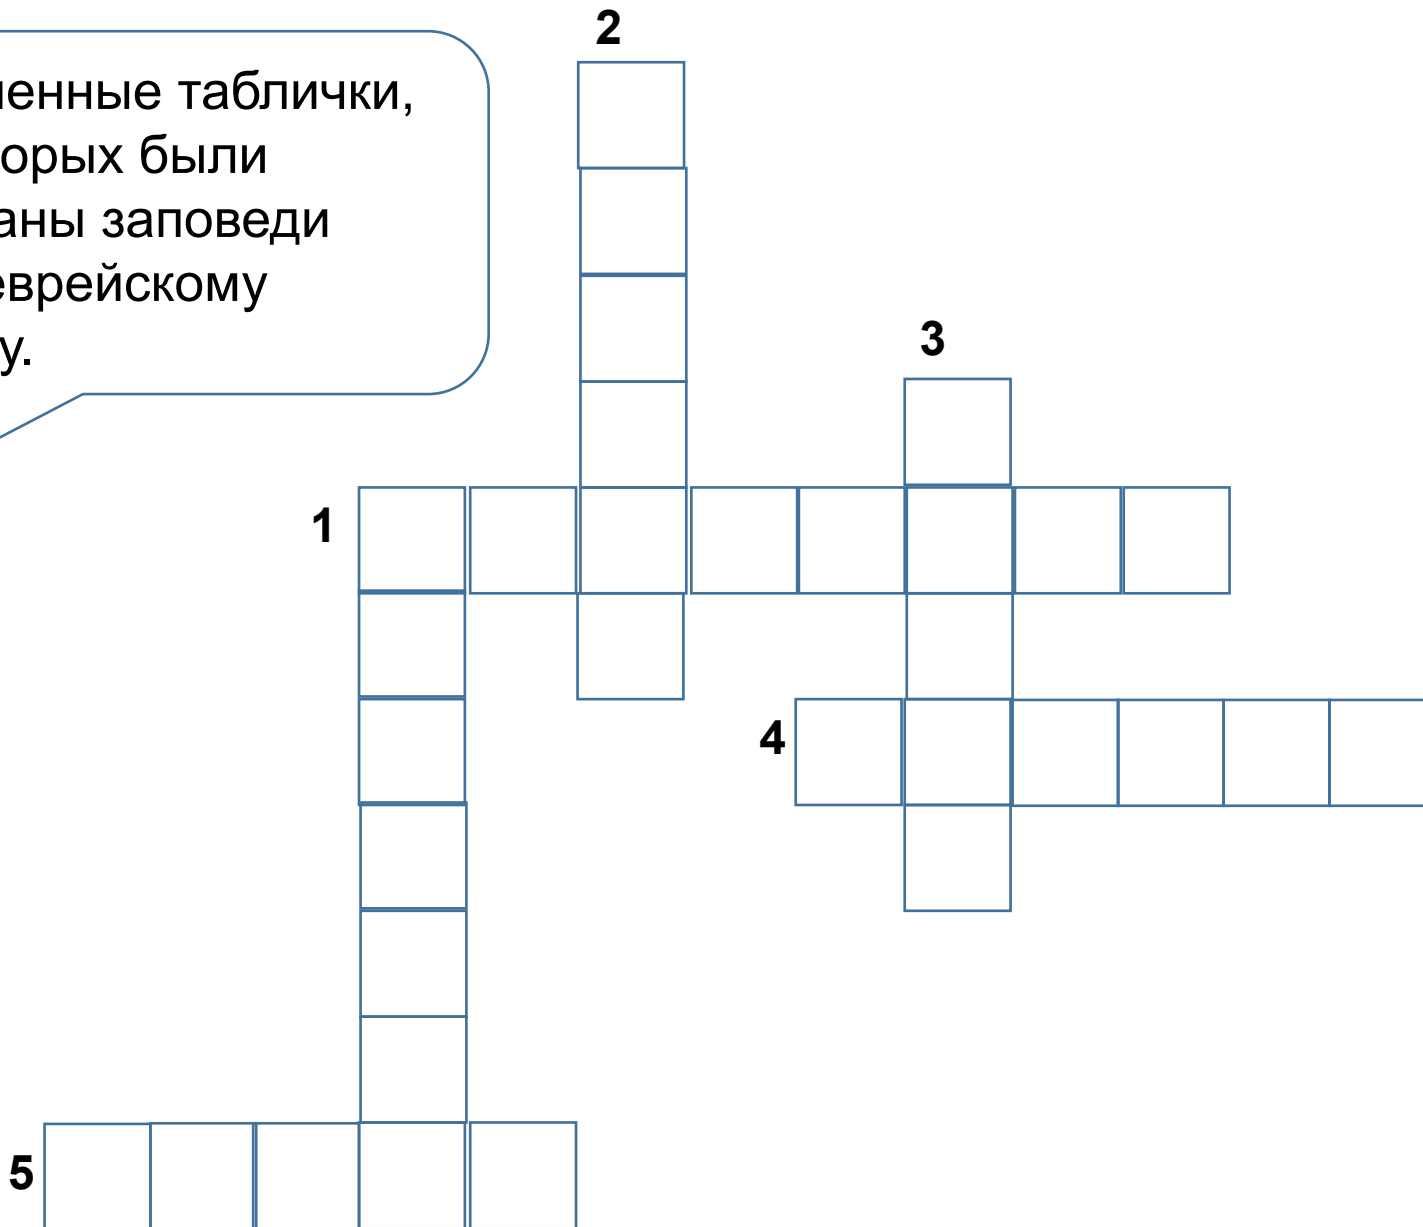 2
енные таблички,
орых были
аны заповеди
еврейскому
у.
3
1
4
5